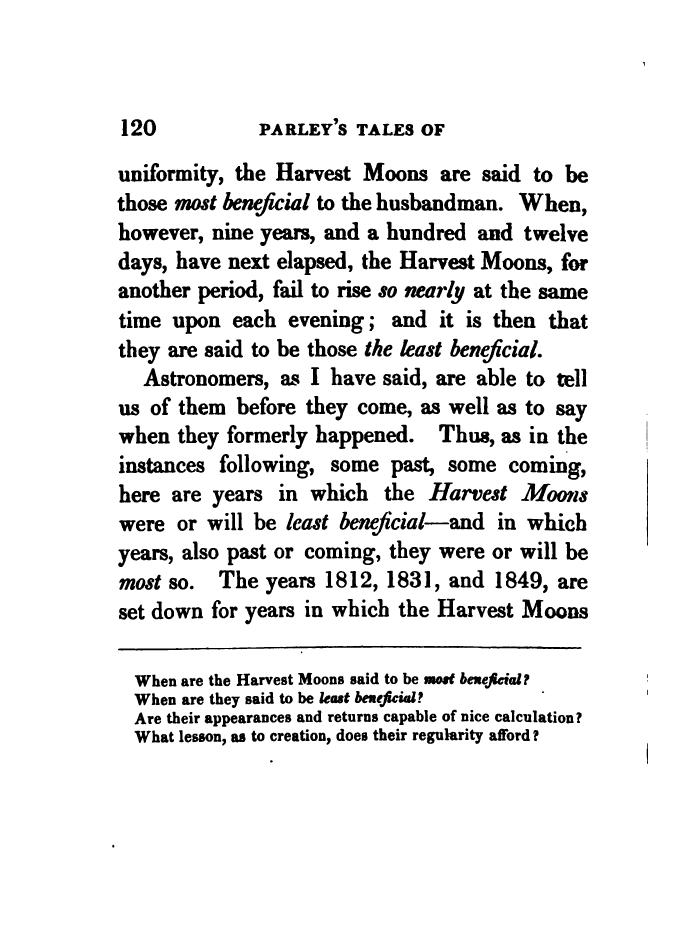 120 PARLEY'S TALES OF
uniformity, the Harvest Moons are said to be
those most beneficial to the husbandman. When,
however, nine years, and a hundred and twelve
days, have next elapsed, the Harvest Moons, for
another period, fail to rise so nearly at the same
time upon each evening; and it is then that
they are said to be those the least beneficial.
Astronomers, as I have said, are able to tell
us of them before they come, as well as to say
when they formerly happened. Thus, as in the
instances following, some past, some coming,
here are years in which the Harvest Moons
were or will be least beneficial—and in which
years, also past or coming, they were or will be
most so. The years 1812, 1831, and 1849, are
set down for years in which the Harvest Moons
When are the Harvest Moons said to be most beneficial?
When are they said to be least beneficial?
Are their appearances and returns capable of nice calculation?
What lesson, as to creation, does their regularity afford?